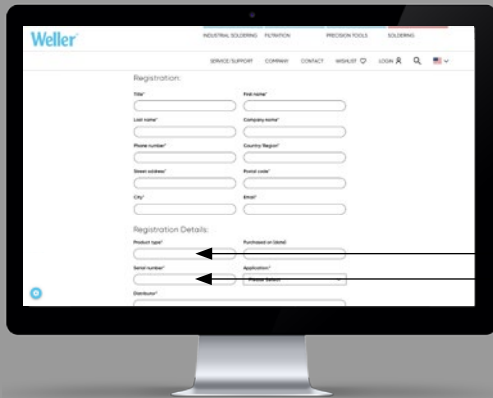 Weller
INDUSTRIAL SOLDERING FILTRATION PRECISION TOOLS SOLDERING
SERVICE/SUPPORT COMPANY CONTACT WISHLIST LOGIN
Registration:
Title* First name*
Last name* Company name*
Phone number* Country/Region*
Street address* Postal code*
City* Email*
Registration Details:
Product type* Purchased on (date)
Serial number* Application*
Please Select
Distributor*